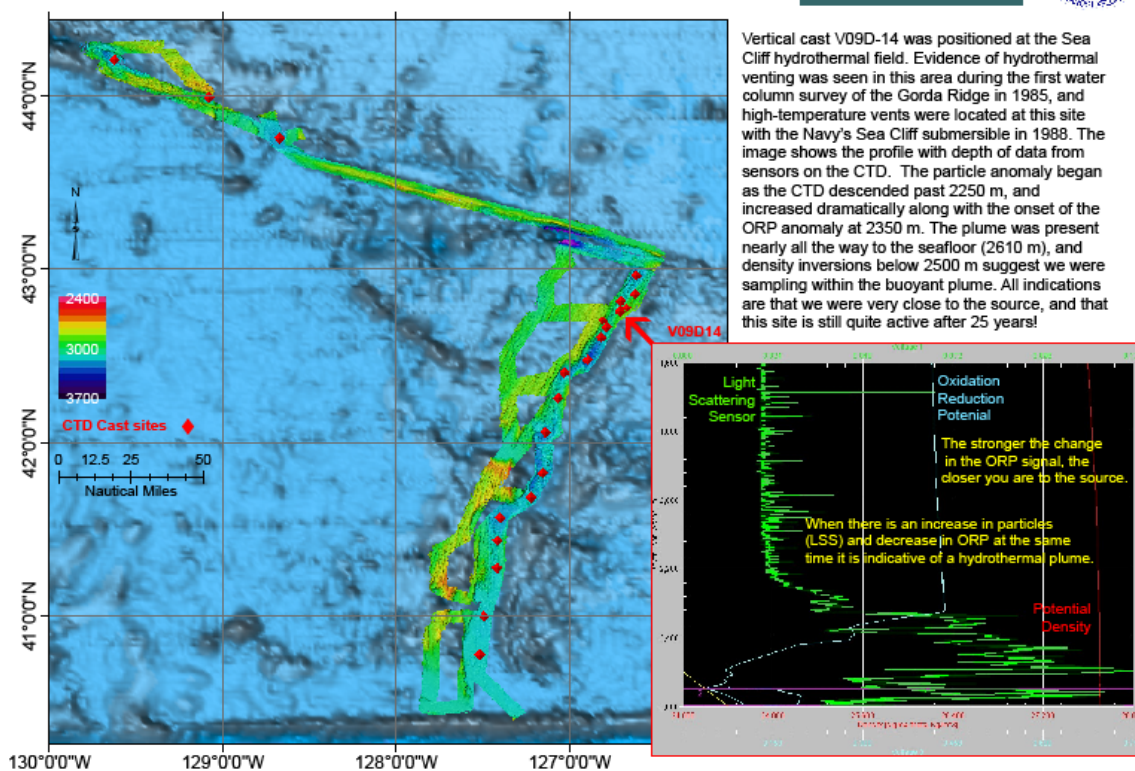 Vertical cast V09D-14 was positioned at the Sea
Cliff hydrothermal field. Evidence of hydrothermal
venting was seen in this area during the first water
column survey of the Gorda Ridge in 1985, and
high-temperature vents were located at this site
with the Navy's Sea Cliff submersible in 1988. The
image shows the profile with depth of data from
sensors on the CTD. The particle anomaly began
as the CTD descended past 2250 m, and
increased dramatically along with the onset of the
ORP anomaly at 2350 m. The plume was present
nearly all the way to the seafloor (2610 m), and
density inversions below 2500 m suggest we were
sampling within the buoyant plume. All indications
are that we were very close to the source, and that
this site is still quite active after 25 years!
44°0'0"N
43°0'0"N
42°0'0"N
41°0'0"N
N
2400
3000
3700
CTD Cast sites
0 12.5 25 50
Nautical Miles
V09D14
130°0'0"W
129°0'0"W
128°0'0"W
127°0'0"W
Light
Scattering
Sensor
Oxidation
Reduction
Potenial
The stronger the change
in the ORP signal, the
closer you are to the source.
When there is an increase in particles
(LSS) and decrease in ORP at the same
time it is indicative of a hydrothermal plume.
Potential
Density